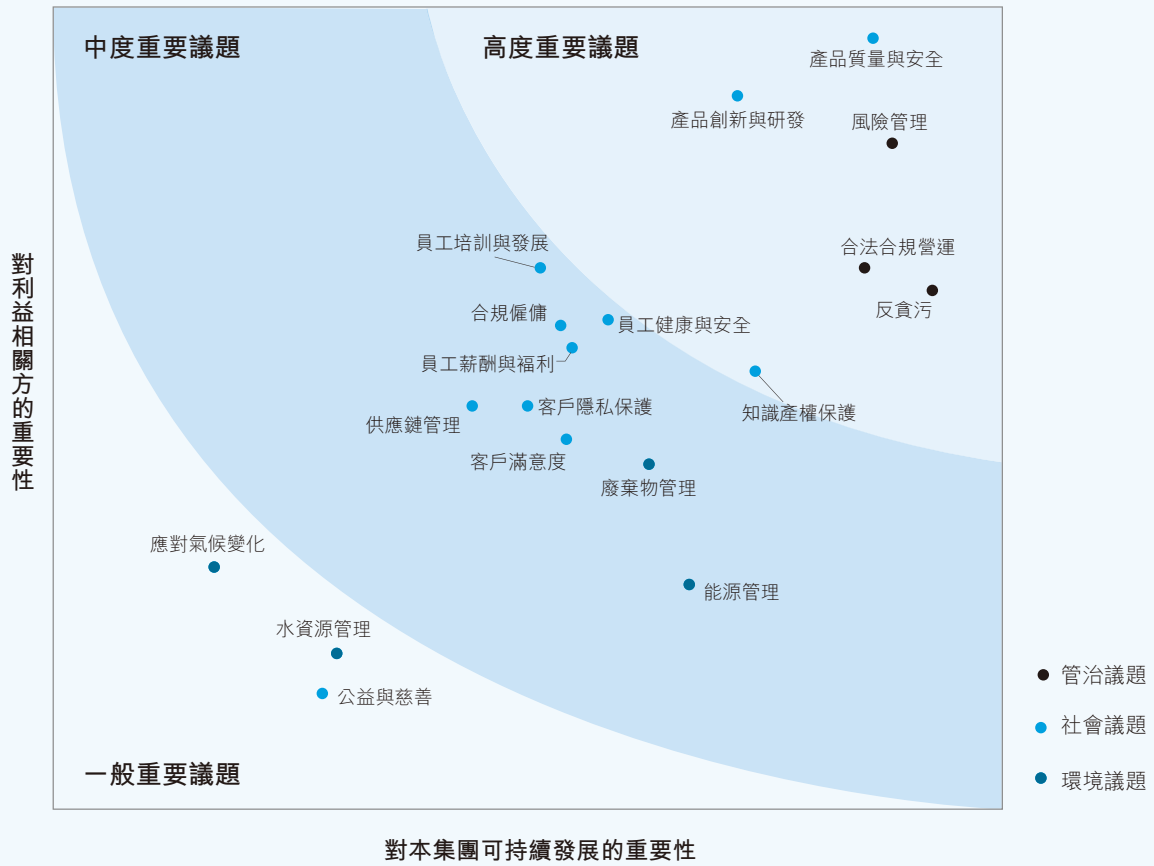 中度重要議題
高度重要議題
產品質量與安全
產品創新與研發
風險管理
員工培訓與發展
合法合規營運
反貪污
合規僱傭
員工健康與安全
員工薪酬與褔利
供應鏈管理
客戶隱私保護
知識產權保護
客戶滿意度
廢棄物管理
應對氣候變化
能源管理
水資源管理
公益與慈善
一般重要議題
對利益相關方的重要性
對本集團可持續發展的重要性
管治議題
社會議題
環境議題